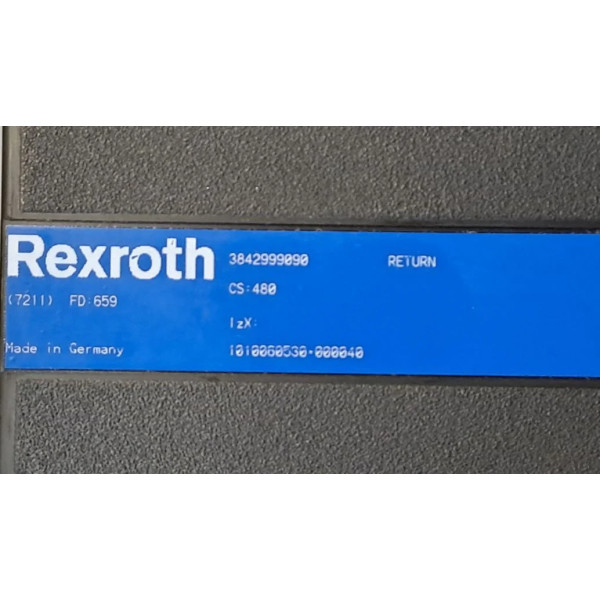 Rexroth 3842999090 RETURN
CS:480
(7211) FD:659
IzX:
Made in Germany 1010060530-000040